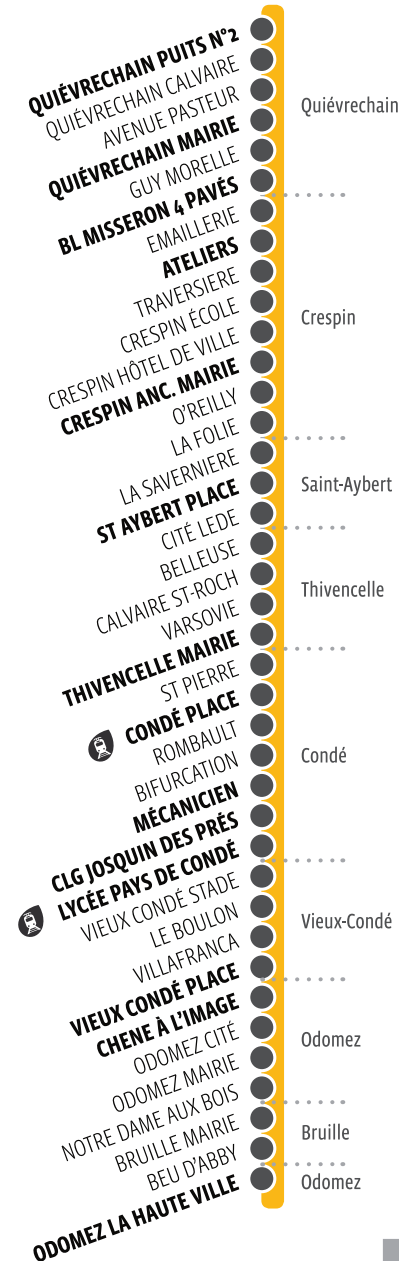 QUIÉVRECHAIN PUITS N°2
QUIÉVRECHAIN CALVAIRE
AVENUE PASTEUR
QUIÉVRECHAIN MAIRIE
GUY MORELLE
BL MISSERON 4 PAVÉS
Quiévrechain
EMAILLERIE
ATELIERS
TRAVERSIERE
CRESPIN ÉCOLE
CRESPIN HÔTEL DE VILLE
CRESPIN ANC. MAIRIE
O'REILLY
LA FOLIE
Crespin
LA SAVERNIERE
ST AYBERT PLACE
CITÉ LEDE
Saint-Aybert
BELLEUSE
CALVAIRE ST-ROCH
VARSOVIE
THIVENCELLE MAIRIE
Thivencelle
ST PIERRE
CONDÉ PLACE
ROMBAULT
BIFURCATION
MÉCANICIEN
CLG JOSQUIN DES PRÉS
LYCÉE PAYS DE CONDÉ
Condé
VIEUX CONDÉ STADE
LE BOULON
VILLAFRANCA
VIEUX CONDÉ PLACE
Vieux-Condé
CHENE À L'IMAGE
ODOMEZ CITÉ
ODOMEZ MAIRIE
NOTRE DAME AUX BOIS
Odomez
BRUILLE MAIRIE
BEU D'ABBY
Bruille
ODOMEZ LA HAUTE VILLE
Odomez